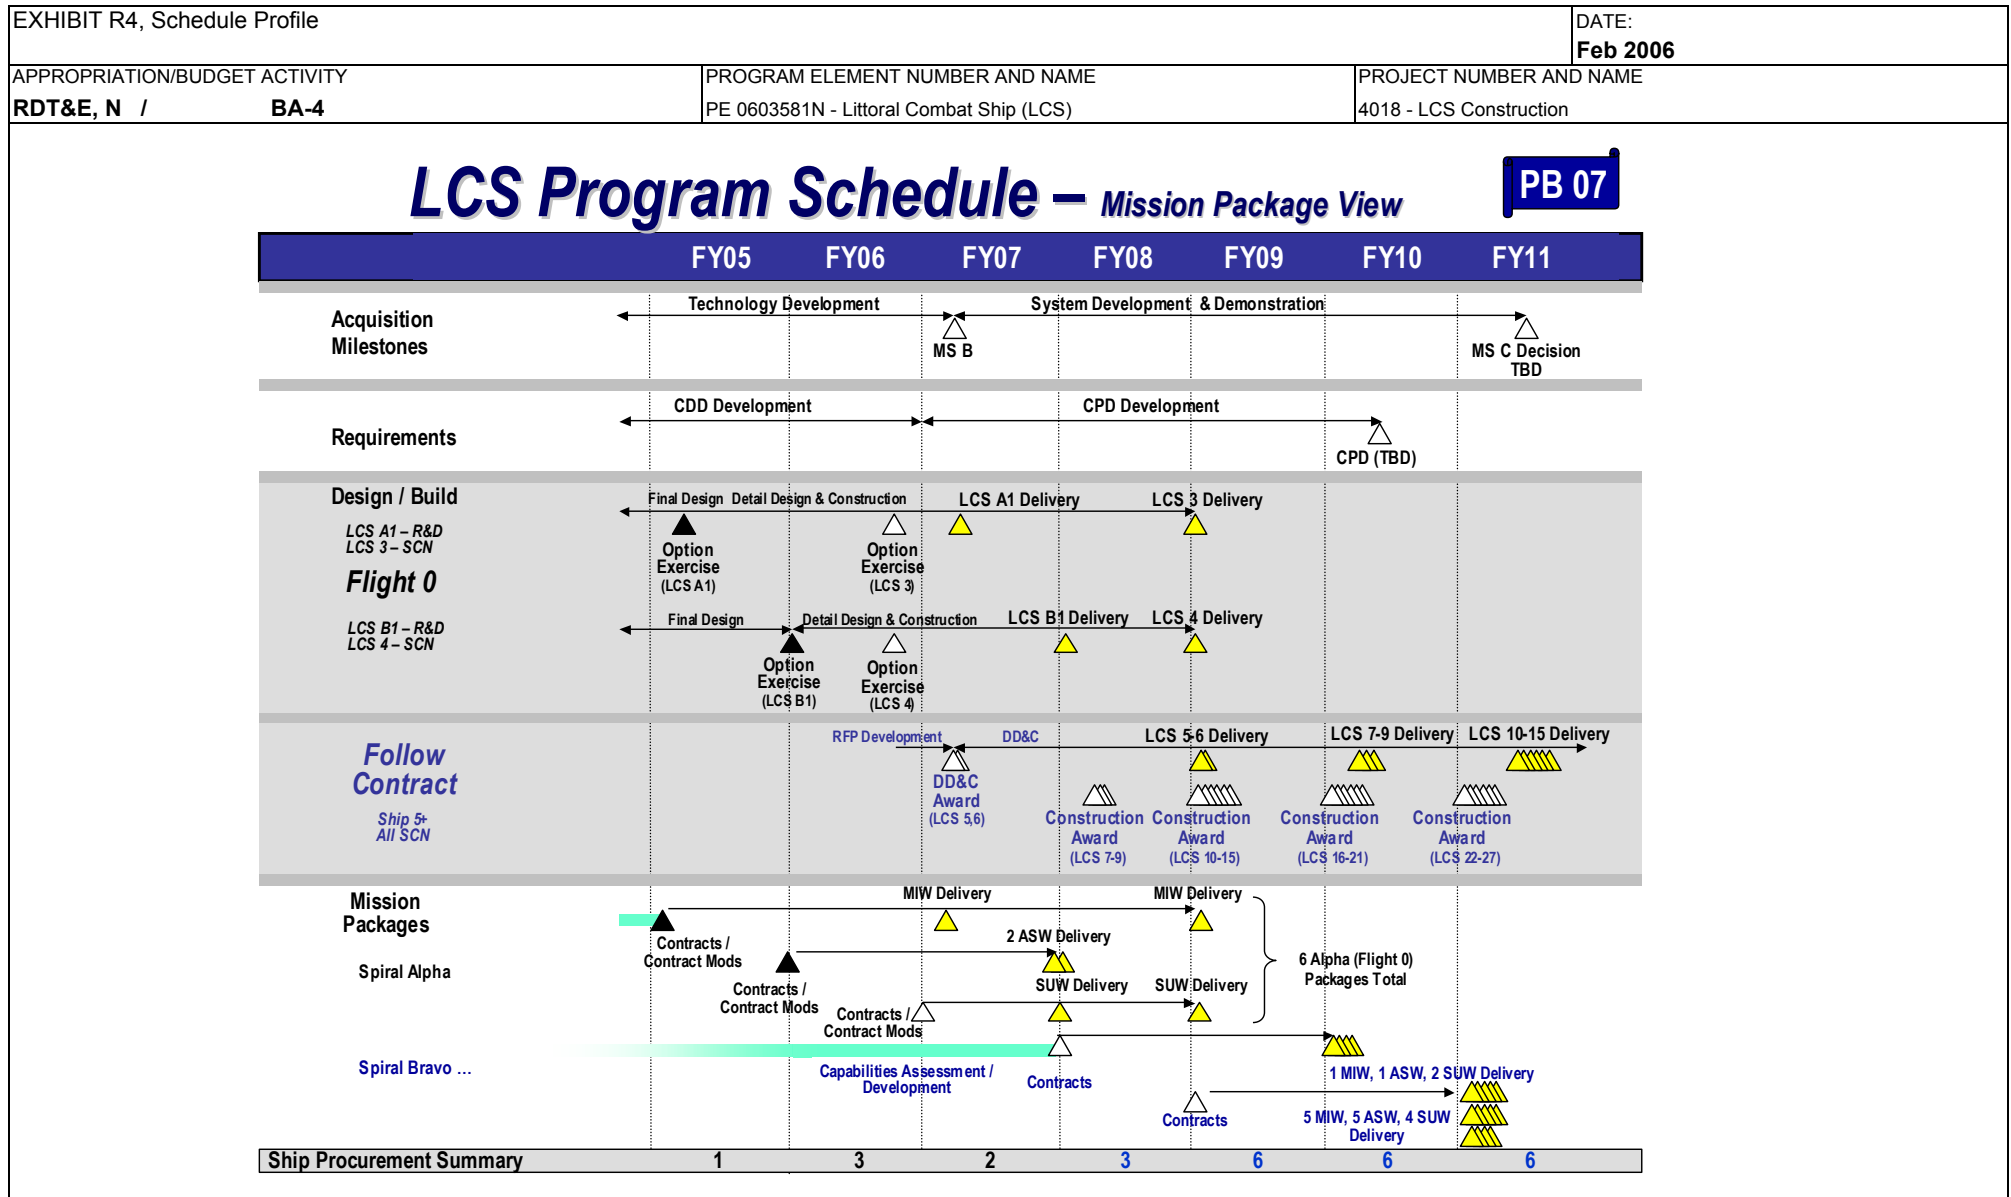 EXHIBIT R4, Schedule Profile
DATE:
Feb 2006
APPROPRIATION/BUDGET ACTIVITY
PROGRAM ELEMENT NUMBER AND NAME
PROJECT NUMBER AND NAME
RDT&E, N / BA-4
PE 0603581N - Littoral Combat Ship (LCS)
4018 - LCS Construction
LCS Program Schedule – Mission Package View
PB 07
FY05 FY06 FY07 FY08 FY09 FY10 FY11
Acquisition
Milestones
Technology Development
System Development & Demonstration
MS B
MS C Decision
TBD
Requirements
CDD Development
CPD Development
CPD (TBD)
Design / Build
LCS A1 – R&D
LCS 3 – SCN
Flight 0
LCS B1 – R&D
LCS 4 – SCN
Final Design Detail Design & Construction
LCS A1 Delivery
LCS 3 Delivery
Option
Exercise
(LCS A1)
Option
Exercise
(LCS 3)
Final Design
Detail Design & Construction
LCS B1 Delivery
LCS 4 Delivery
Option
Exercise
(LCS B1)
Option
Exercise
(LCS 4)
Follow
Contract
Ship 5+
All SCN
RFP Development
DD&C
LCS 5-6 Delivery
LCS 7-9 Delivery
LCS 10-15 Delivery
DD&C
Award
(LCS 5,6)
Construction
Award
(LCS 7-9)
Construction
Award
(LCS 10-15)
Construction
Award
(LCS 16-21)
Construction
Award
(LCS 22-27)
Mission
Packages
Spiral Alpha
MIW Delivery
MIW Delivery
Contracts /
Contract Mods
2 ASW Delivery
Contracts /
Contract Mods
SUW Delivery
SUW Delivery
Contracts /
Contract Mods
6 Alpha (Flight 0)
Packages Total
Spiral Bravo ...
Capabilities Assessment /
Development
Contracts
1 MIW, 1 ASW, 2 SUW Delivery
Contracts
5 MIW, 5 ASW, 4 SUW
Delivery
Ship Procurement Summary 1 3 2 3 6 6 6